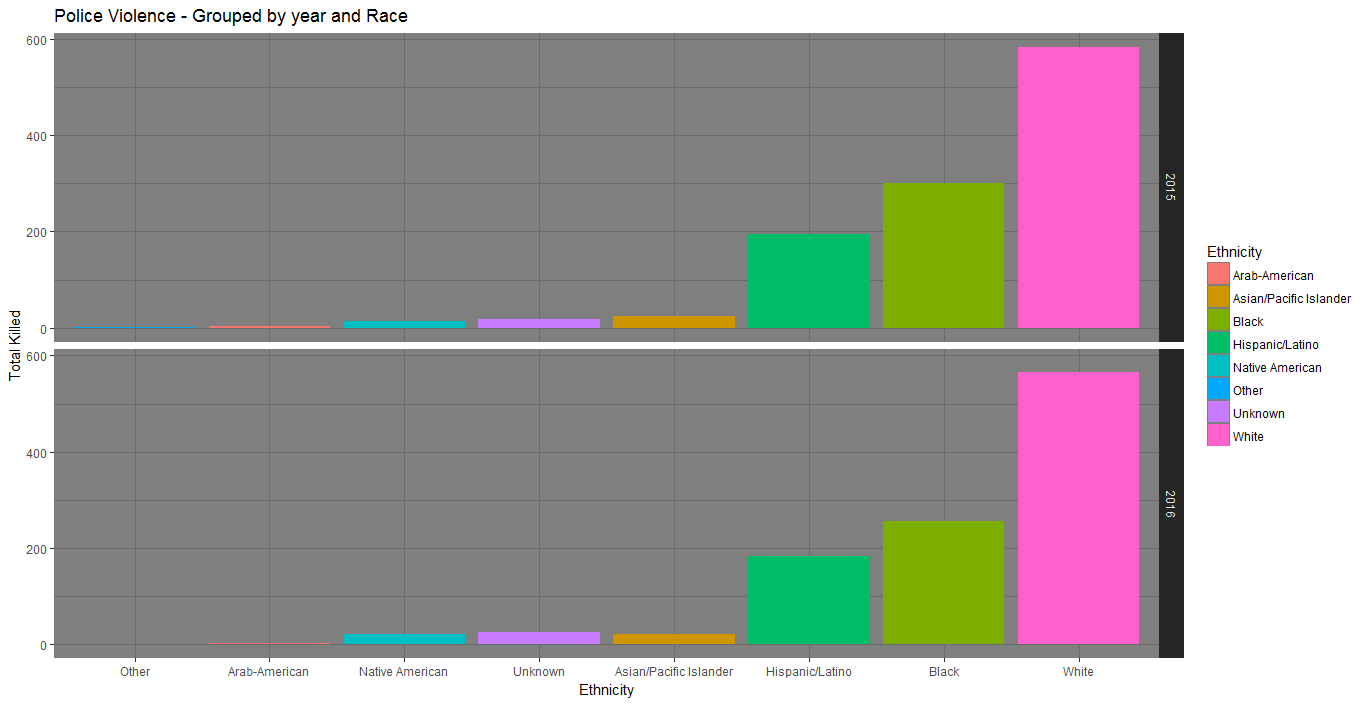 Police Violence - Grouped by year and Race
600
400
200
0
2015
600
400
200
0
2016
Total Killed
Other
Arab-American
Native American
Unknown
Asian/Pacific Islander
Hispanic/Latino
Black
White
Ethnicity
Ethnicity
Arab-American
Asian/Pacific Islander
Black
Hispanic/Latino
Native American
Other
Unknown
White